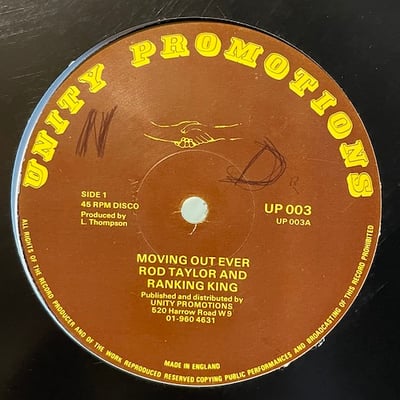 UNITY PROMOTIONS
N
D
SIDE 1
45 RPM DISCO
Produced by
L. Thompson
UP 003
UP 003A
MOVING OUT EVER
ROD TAYLOR AND
RANKING KING
Published and distributed by
UNITY PROMOTIONS
520 Harrow Road W9
01-960 4631
MADE IN ENGLAND
ALL RIGHTS OF THE RECORD PRODUCER AND OF THE WORK REPRODUCED RESERVED COPYING PUBLIC PERFORMANCES AND BROADCASTING OF THIS RECORD PROHIBITED